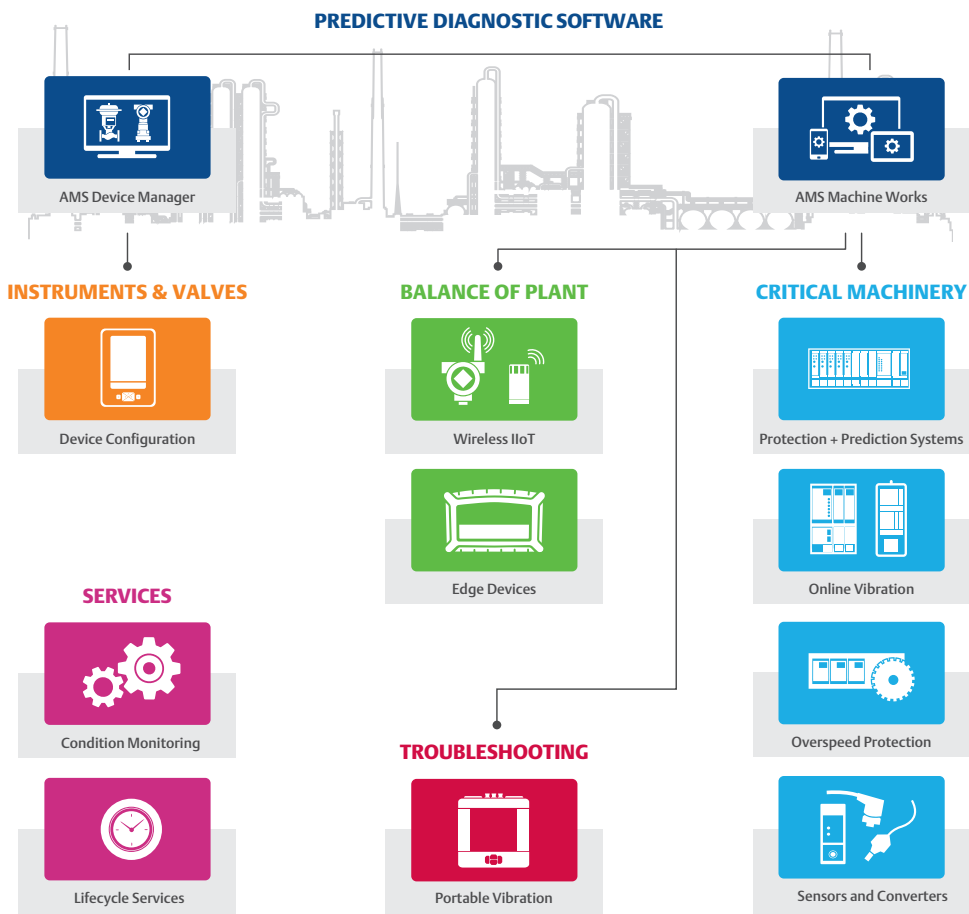 PREDICTIVE DIAGNOSTIC SOFTWARE
AMS Device Manager
AMS Machine Works
INSTRUMENTS & VALVES
BALANCE OF PLANT
CRITICAL MACHINERY
Device Configuration
Wireless IIoT
Protection + Prediction Systems
Edge Devices
Online Vibration
SERVICES
Condition Monitoring
Overspeed Protection
TROUBLESHOOTING
Lifecycle Services
Portable Vibration
Sensors and Converters